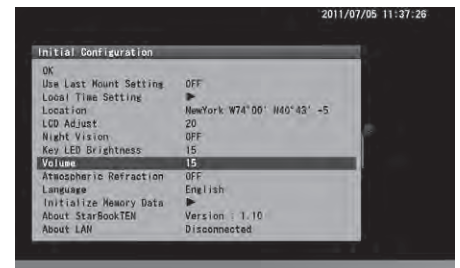 2011/07/05 11:37:26
Initial Configuration
OK
Use Last Mount Setting OFF
Local Time Setting ▶
Location NewYork W74°00' N40°43' -5
LCD Adjust 20
Night Vision OFF
Key LED Brightness 15
Volume 15
Atmospheric Refraction OFF
Language English
Initialize Memory Data ▶
About StarBookTEN Version : 1.10
About LAN Disconnected